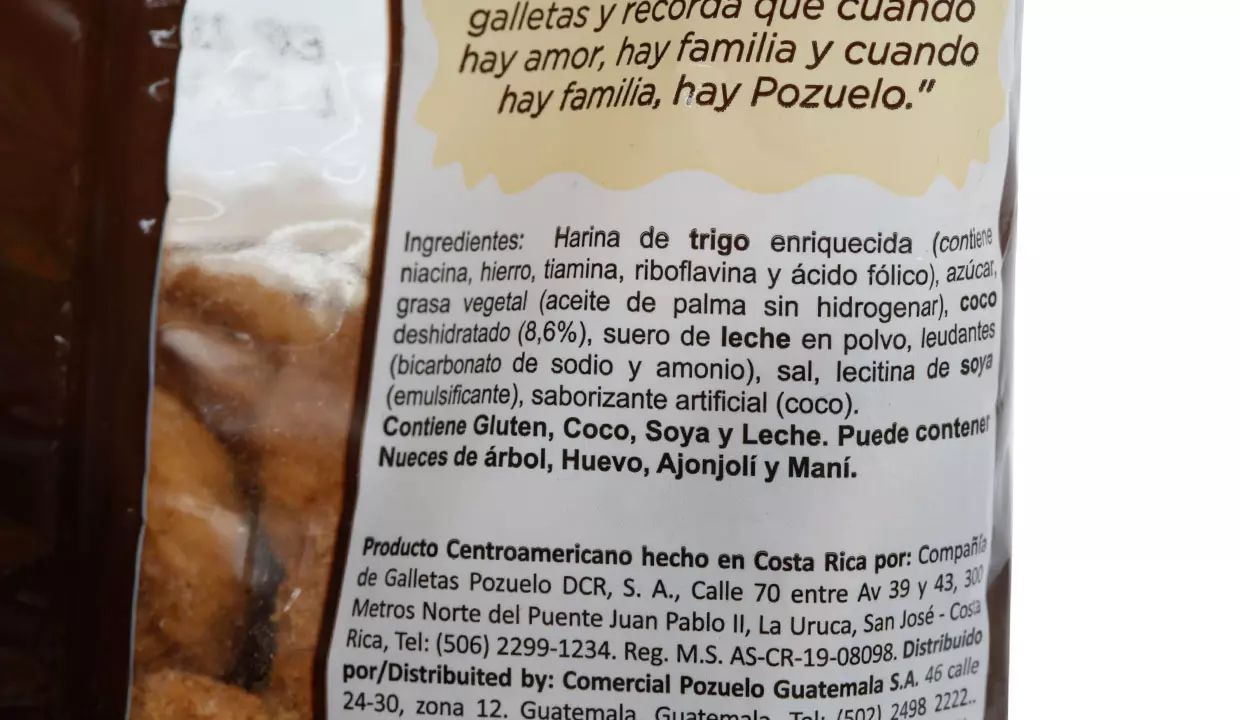 galletas y recorda que cuando
hay amor, hay familia y cuando
hay familia, hay Pozuelo.”
Ingredientes: Harina de trigo enriquecida (contiene
niacina, hierro, tiamina, riboflavina y ácido fólico), azúcar,
grasa vegetal (aceite de palma sin hidrogenar), coco
deshidratado (8,6%), suero de leche en polvo, leudantes
(bicarbonato de sodio y amonio), sal, lecitina de soya
(emulsificante), saborizante artificial (coco).
Contiene Gluten, Coco, Soya y Leche. Puede contener
Nueces de árbol, Huevo, Ajonjolí y Maní.
Producto Centroamericano hecho en Costa Rica por: Compañía
de Galletas Pozuelo DCR, S. A., Calle 70 entre Av 39 y 43, 300
Metros Norte del Puente Juan Pablo II, La Uruca, San José - Costa
Rica, Tel: (506) 2299-1234. Reg. M.S. AS-CR-19-08098. Distribuido
por/Distribuited by: Comercial Pozuelo Guatemala S.A. 46 calle
24-30, zona 12. Guatemala, Guatemala. Tel: (502) 2498 2222..